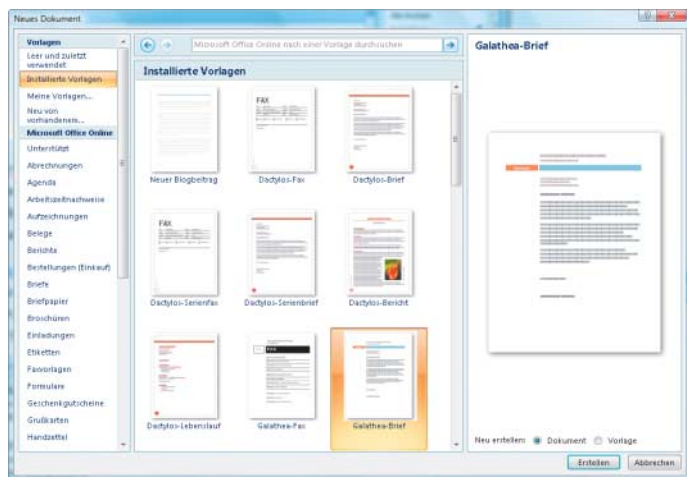 Neues Dokument
Vorlagen
Leer und zuletzt
verwendet
Installierte Vorlagen
Meine Vorlagen...
Neu von
vorhandenem...
Microsoft Office Online
Unterstützt
Abrechnungen
Agenda
Arbeitszeitnachweise
Aufzeichnungen
Belege
Berichte
Bestellungen (Einkauf)
Briefe
Briefpapier
Broschüren
Einladungen
Etiketten
Faxvorlagen
Formulare
Geschenkgutscheine
Grußkarten
Handzettel
Microsoft Office Online nach einer Vorlage durchsuchen
Installierte Vorlagen
FAX
Neuer Blogbeitrag
Dactylos-Fax
Dactylos-Brief
FAX
Dactylos-Serienfax
Dactylos-Serienbrief
Dactylos-Bericht
Dactylos-Lebenslauf
Galathea-Fax
Galathea-Brief
Galathea-Brief
Neu erstellen: Dokument Vorlage
Erstellen Abbrechen